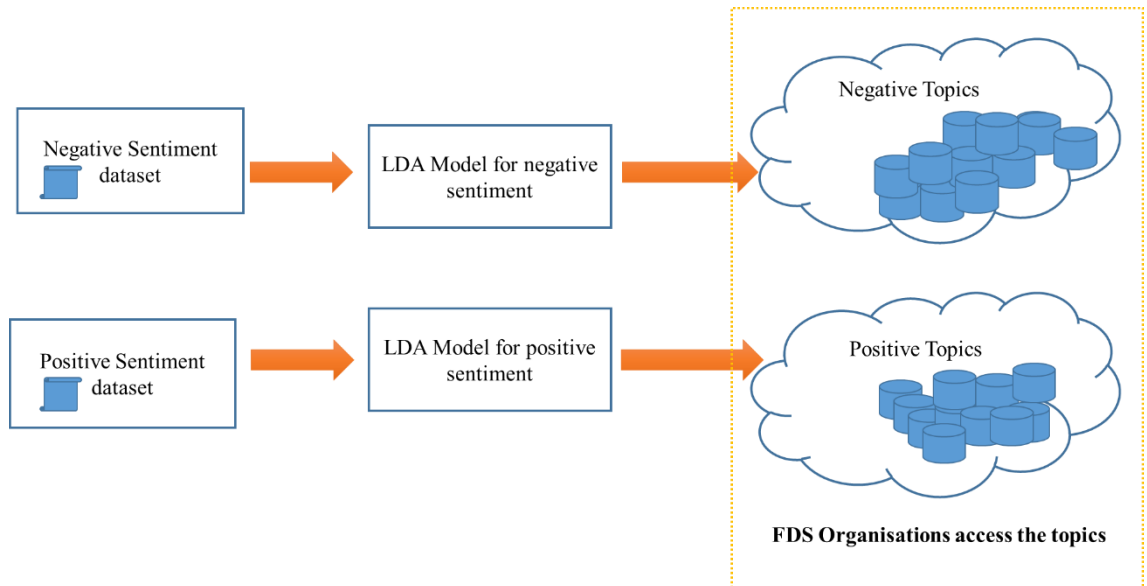 Negative Sentiment
dataset
LDA Model for negative
sentiment
Negative Topics
Positive Sentiment
dataset
LDA Model for positive
sentiment
Positive Topics
FDS Organisations access the topics